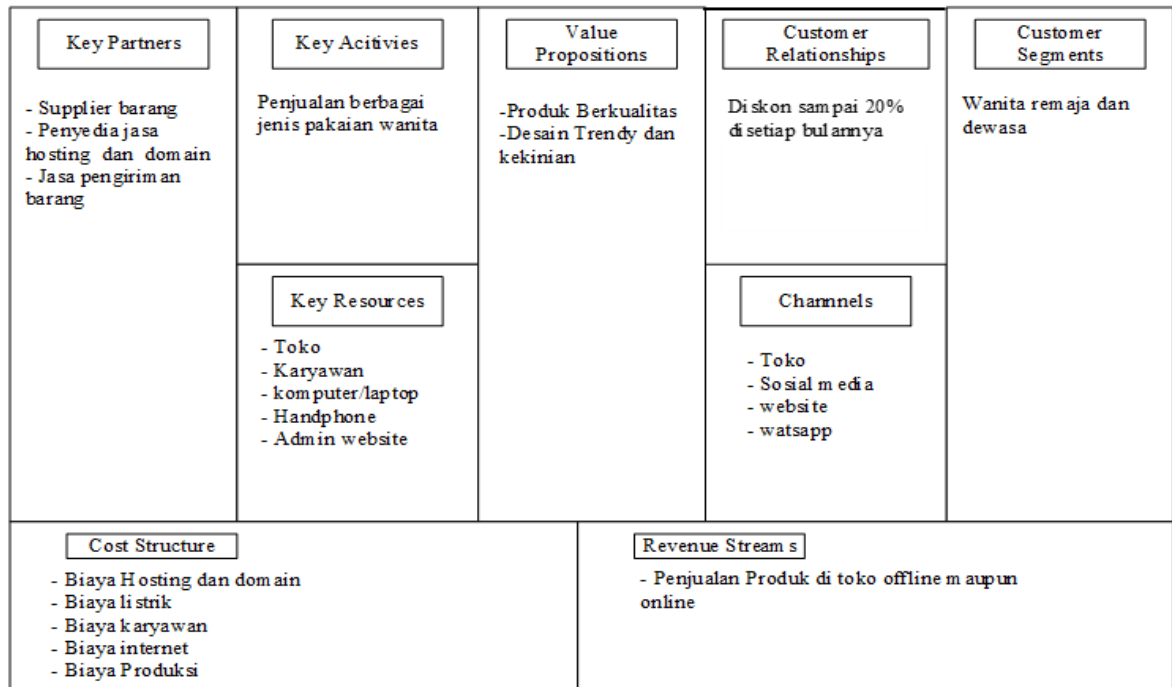 Key Partners
- Supplier barang
- Penyedia jasa
hosting dan domain
- Jasa pengiriman
barang
Key Acitivies
Penjualan berbagai
jenis pakaian wanita
Key Resources
- Toko
- Karyawan
- komputer/laptop
- Handphone
- Admin website
Value
Propositions
-Produk Berkualitas
-Desain Trendy dan
kekinian
Customer
Relationships
Diskon sampai 20%
disetiap bulannya
Channnels
- Toko
- Sosial media
- website
- watsapp
Customer
Segments
Wanita remaja dan
dewasa
Cost Structure
- Biaya Hosting dan domain
- Biaya listrik
- Biaya karyawan
- Biaya internet
- Biaya Produksi
Revenue Streams
- Penjualan Produk di toko offline maupun
online